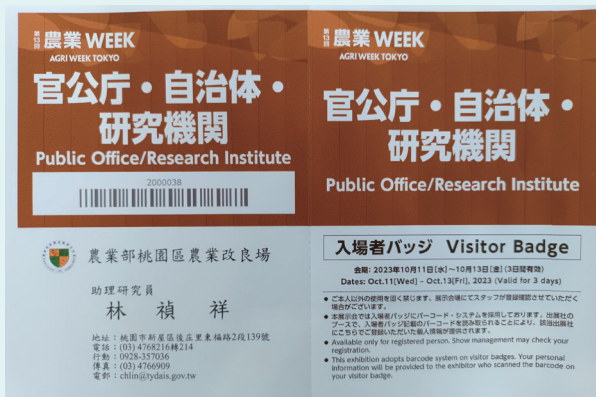 第13回 農業 WEEK
AGRI WEEK TOKYO
官公庁・自治体・
研究機関
Public Office/Research Institute
2000038
農業部桃園區農業改良場
助理研究員
林 禎 祥
地址：桃園市新屋區後庄里東福路2段139號
電話：(03) 4768216轉214
行動：0928-357036
傳真：(03) 4766909
電郵：chlin@tydais.gov.tw
第13回 農業 WEEK
AGRI WEEK TOKYO
官公庁・自治体・
研究機関
Public Office/Research Institute
入場者バッジ Visitor Badge
会期: 2023年10月11日[水]～10月13日[金] (3日間有効)
Dates: Oct.11[Wed] - Oct.13[Fri], 2023 (Valid for 3 days)
● ご本人以外の使用を固く禁じます。展示会場にてスタッフが登録確認させていただく
場合がございます。
● 本展示会では入場者バッジにバーコード・システムを採用しております。出展社の
ブースで、入場者バッジ記載のバーコードを読み取られることにより、該当出展社
にこちらでご登録いただいた個人情報が提供されます。
● Available only for registered person. Show management may check your
registration.
● This exhibition adopts barcode system on visitor badges. Your personal
information will be provided to the exhibitor who scanned the barcode on
your visitor badge.